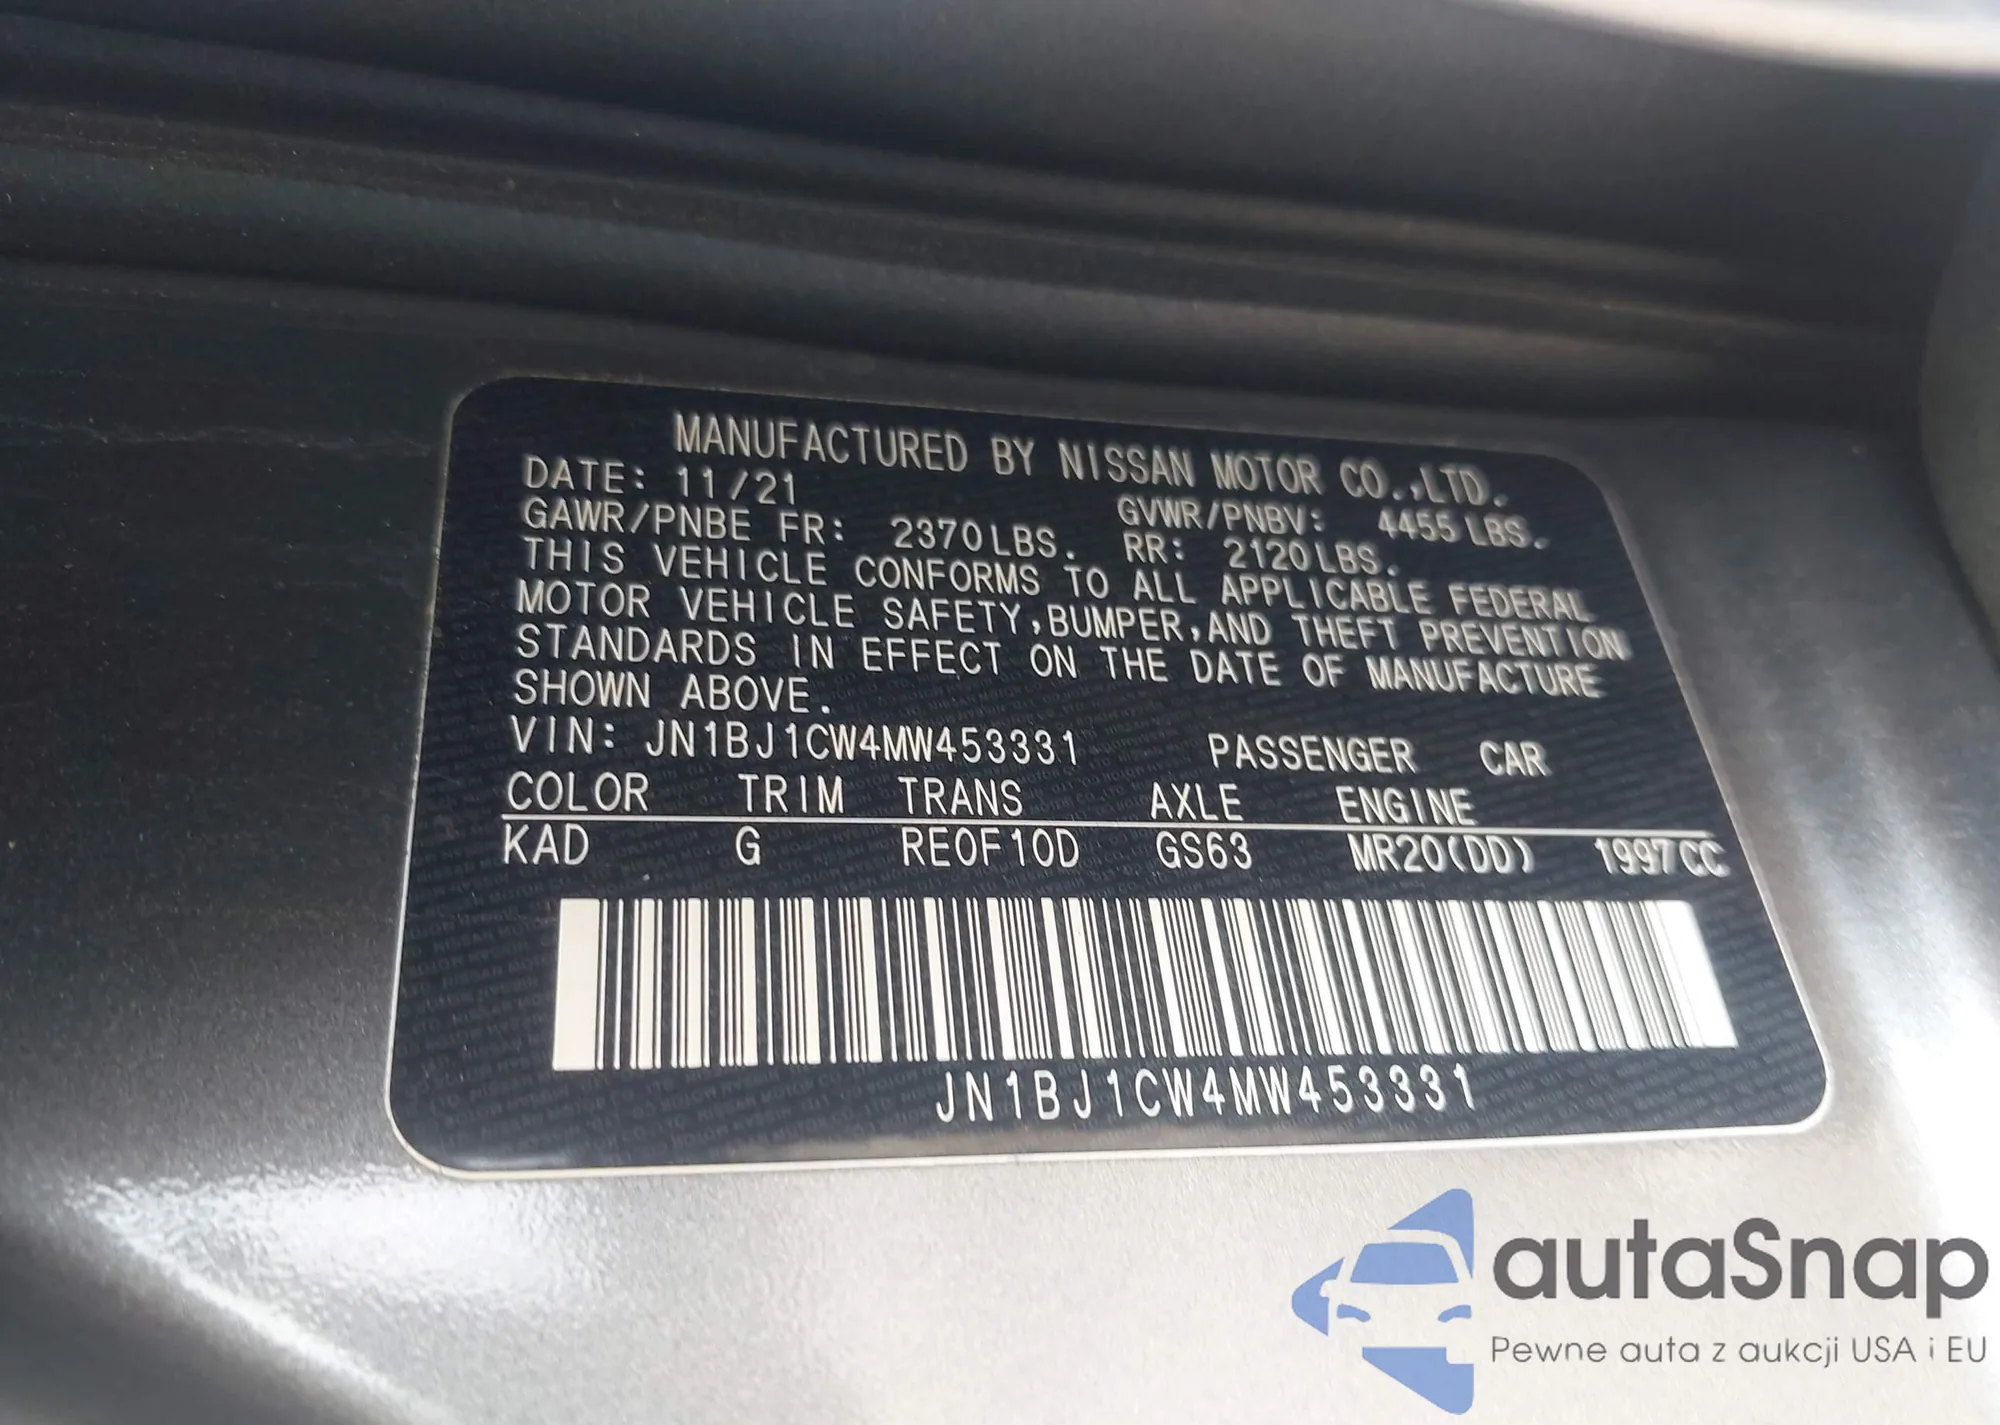 MANUFACTURED BY NISSAN MOTOR CO.,LTD.
DATE: 11/21
GVWR/PNBV: 4455 LBS.
GAWR/PNBE FR: 2370LBS. RR: 2120LBS.
THIS VEHICLE CONFORMS TO ALL APPLICABLE FEDERAL
MOTOR VEHICLE SAFETY,BUMPER,AND THEFT PREVENTION
STANDARDS IN EFFECT ON THE DATE OF MANUFACTURE
SHOWN ABOVE.
VIN: JN1BJ1CW4MW453331 PASSENGER CAR
COLOR TRIM TRANS AXLE ENGINE
KAD G RE0F10D GS63 MR20(DD) 1997CC
JN1BJ1CW4MW453331
autaSnap
Pewne auta z aukcji USA i EU